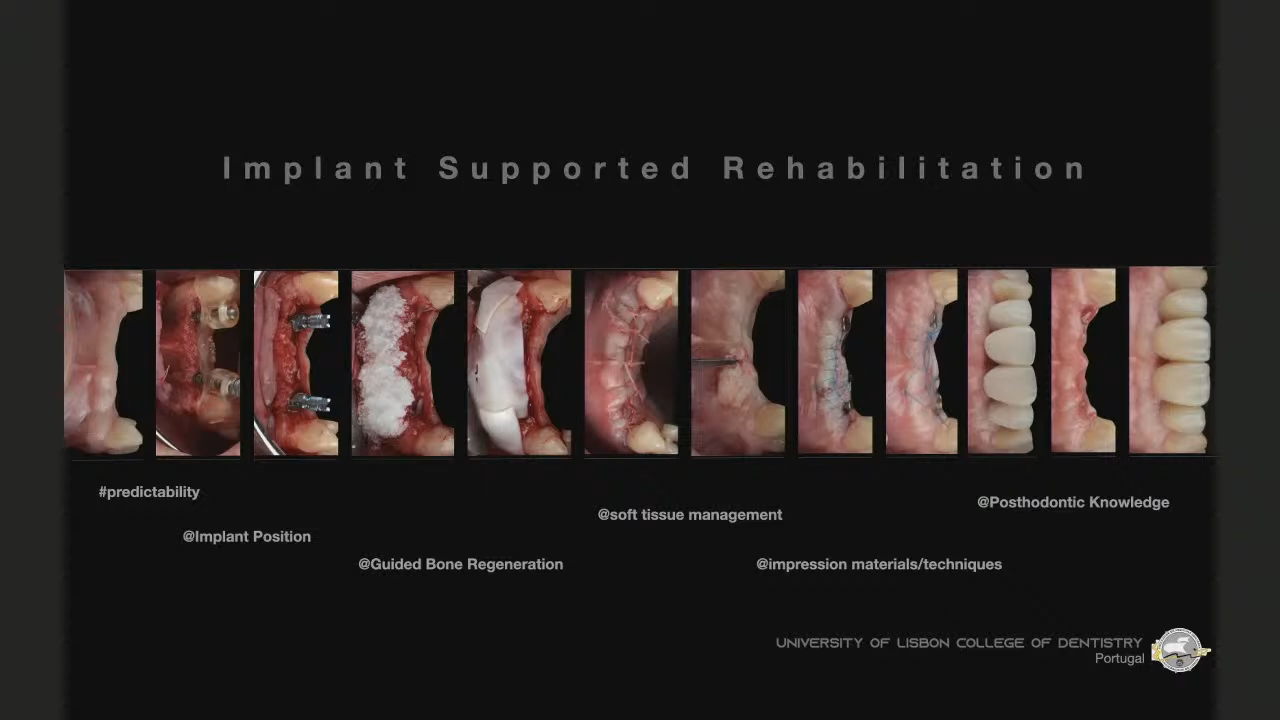 Implant Supported Rehabilitation
#predictability
@Implant Position
@Guided Bone Regeneration
@soft tissue management
@impression materials/techniques
@Posthodontic Knowledge
UNIVERSITY OF LISBON COLLEGE OF DENTISTRY
Portugal